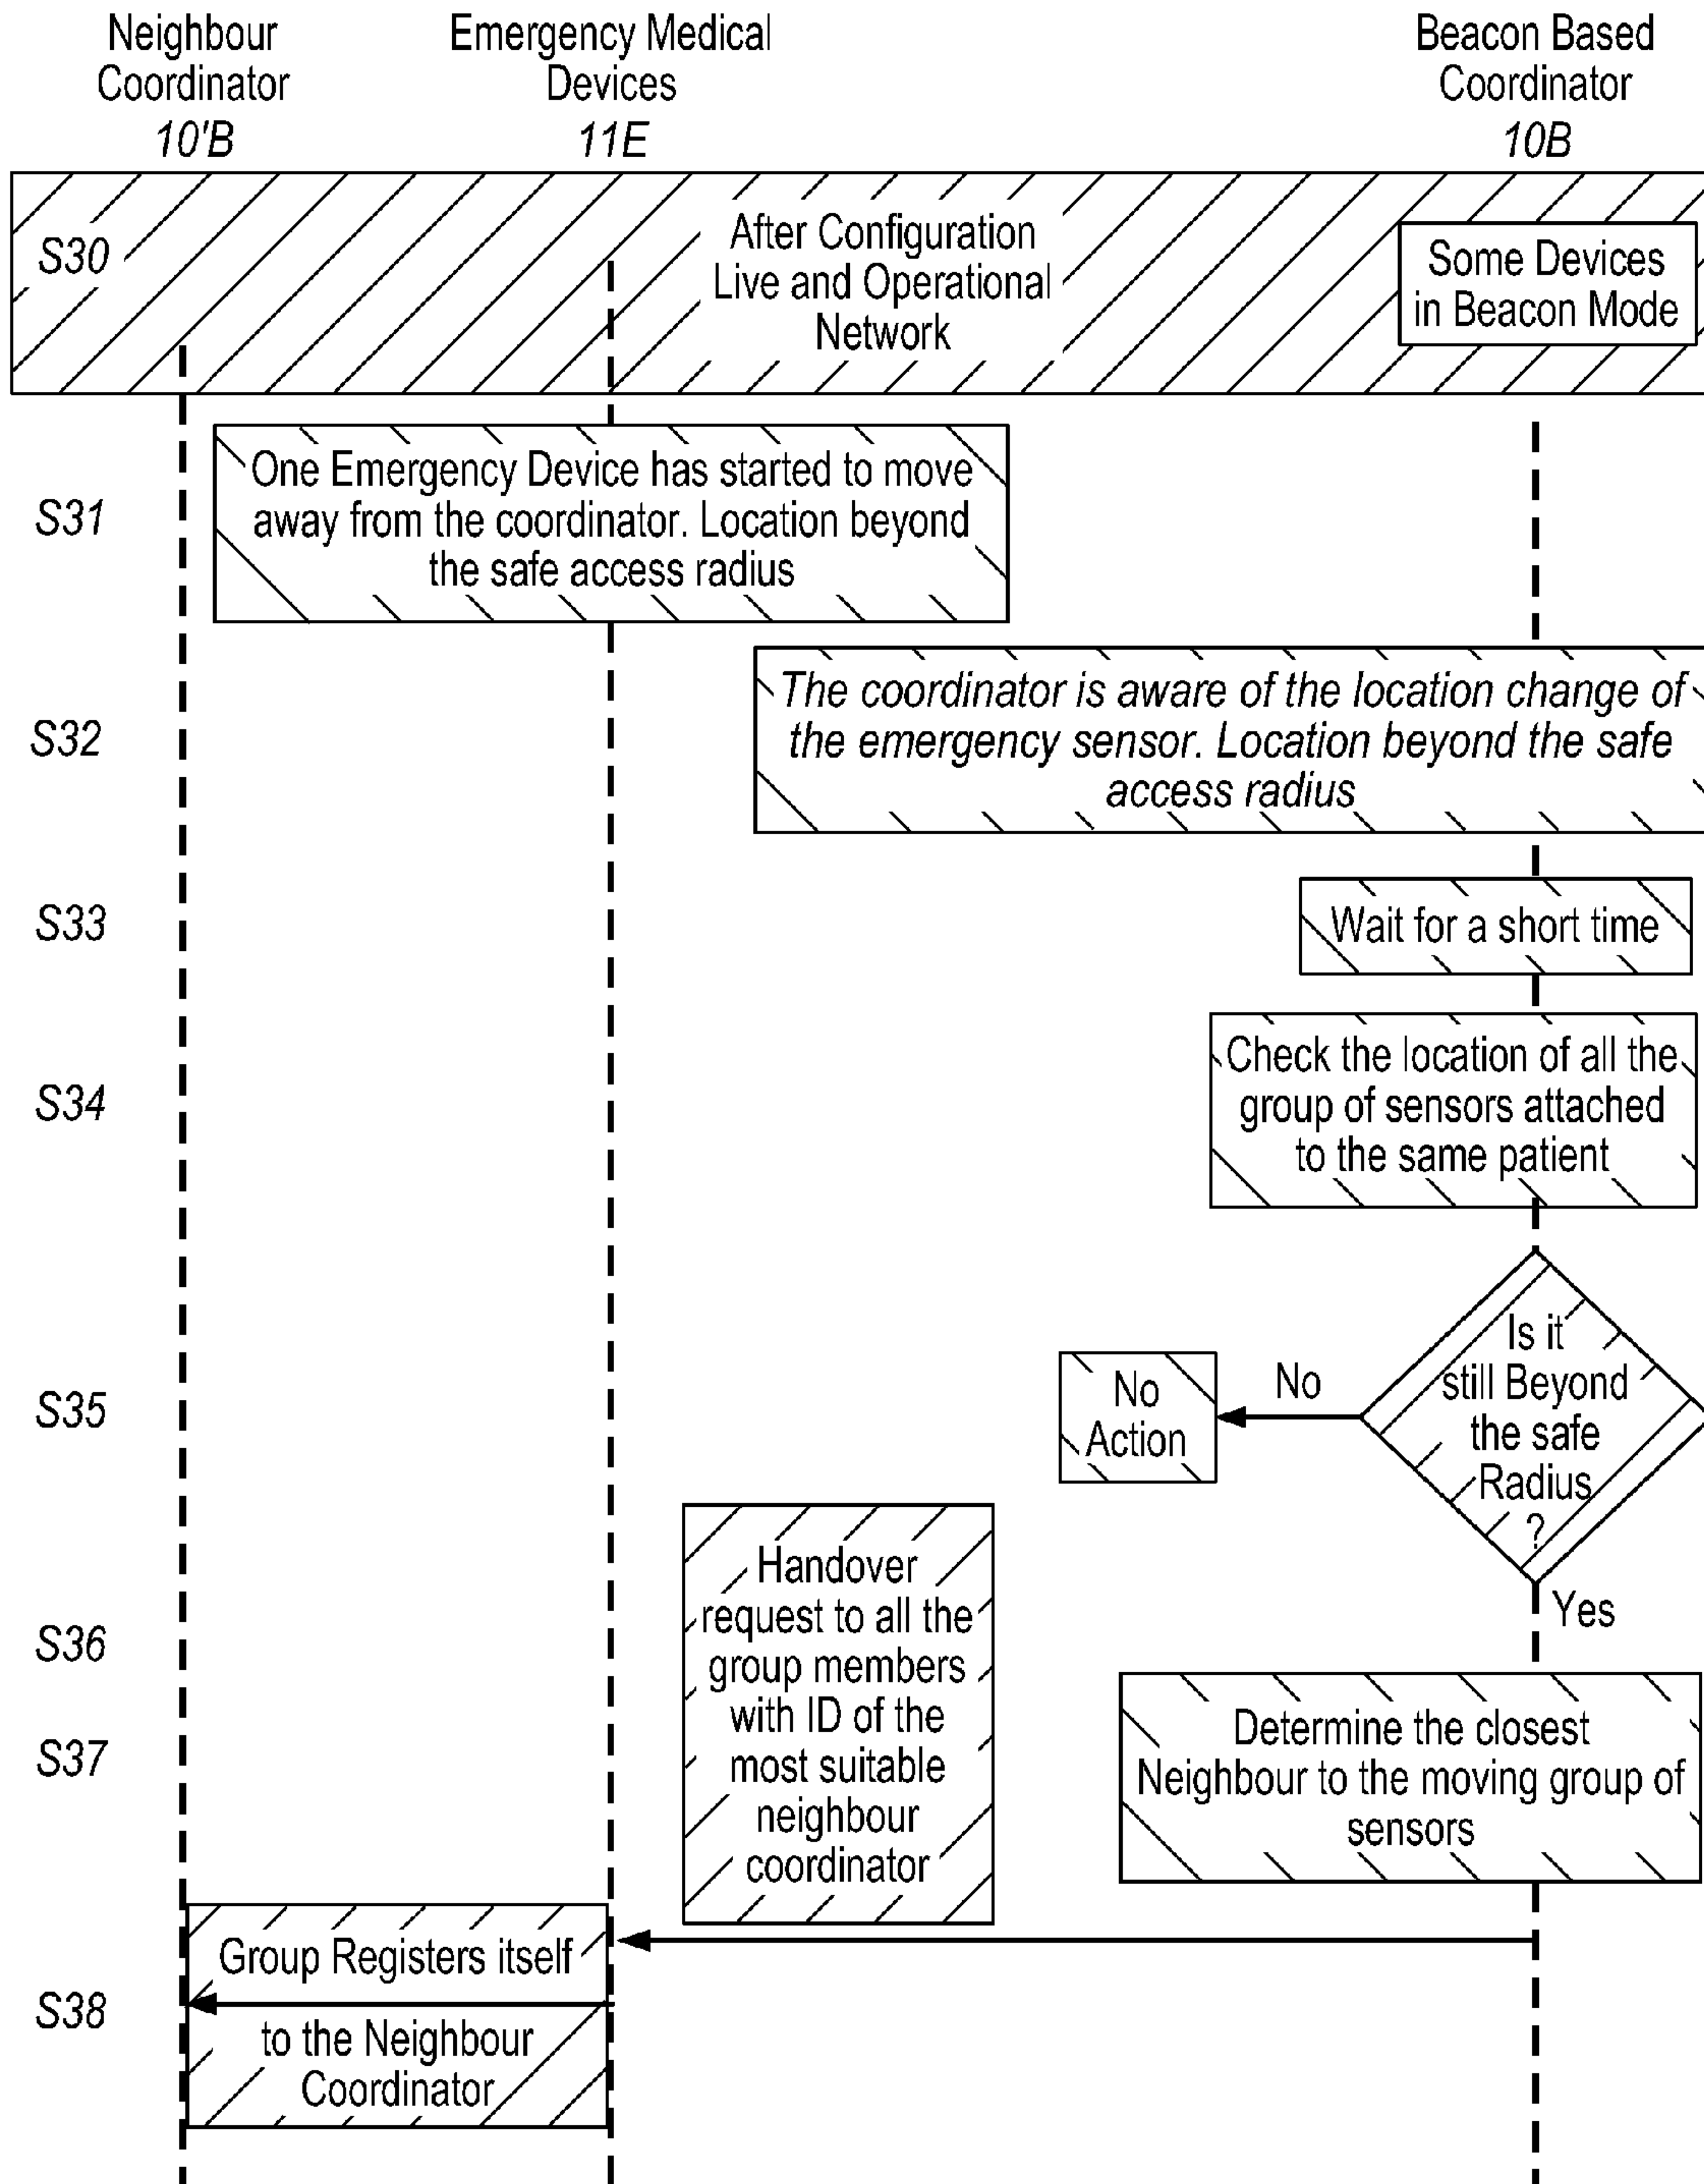 Neighbour
Coordinator
10'B
Emergency Medical
Devices
11E
Beacon Based
Coordinator
10B
S30
After Configuration
Live and Operational
Network
Some Devices
in Beacon Mode
S31
One Emergency Device has started to move
away from the coordinator. Location beyond
the safe access radius
S32
The coordinator is aware of the location change of
the emergency sensor. Location beyond the safe
access radius
S33
Wait for a short time
S34
Check the location of all the
group of sensors attached
to the same patient
S35
No
Action
No
Is it
still Beyond
the safe
Radius
?
Yes
S36
Handover
request to all the
group members
with ID of the
most suitable
neighbour
coordinator
S37
Determine the closest
Neighbour to the moving group of
sensors
S38
Group Registers itself
to the Neighbour
Coordinator